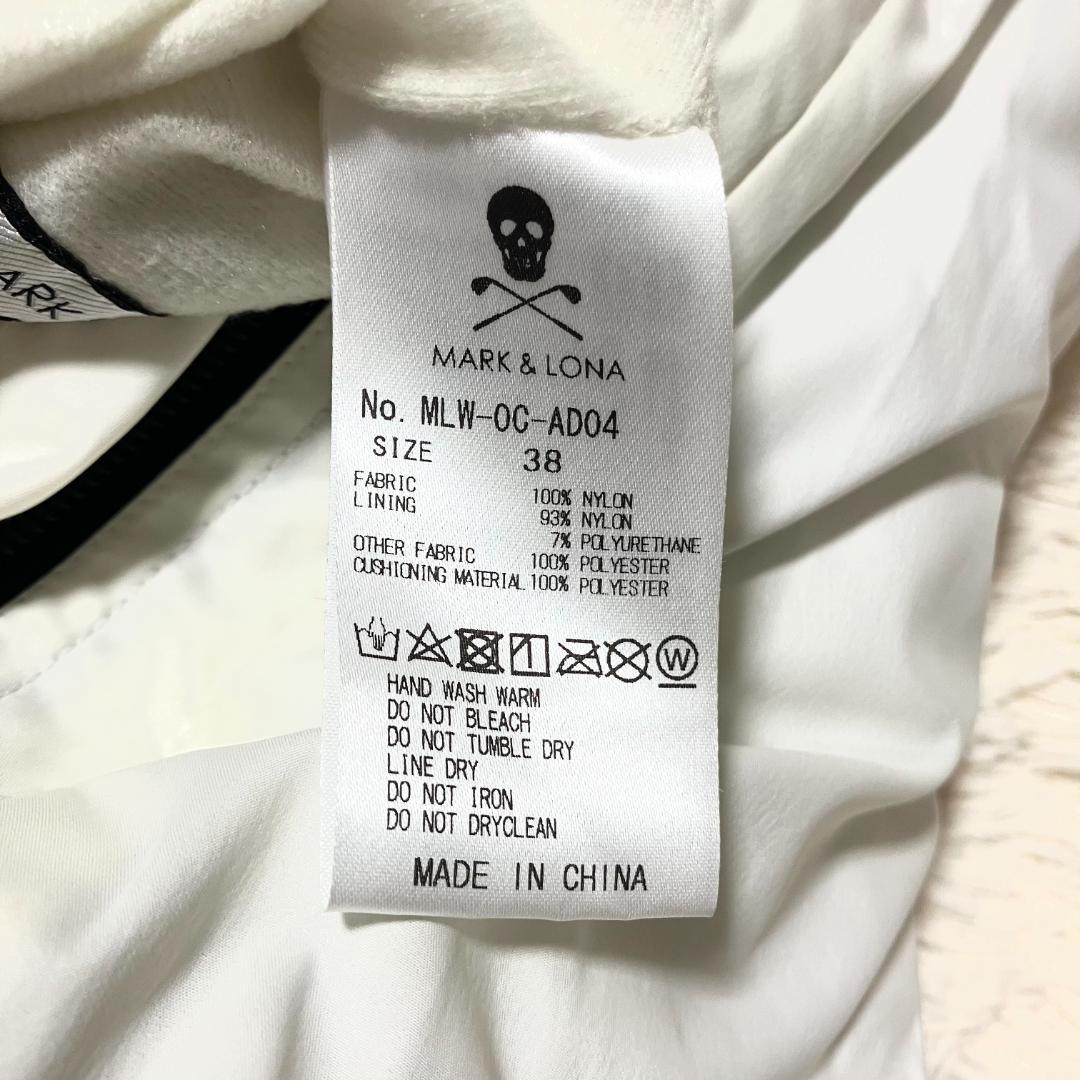 ARK
MARK & LONA
No. MLW-OC-AD04
SIZE 38
FABRIC 100% NYLON
LINING 93% NYLON
7% POLYURETHANE
OTHER FABRIC 100% POLYESTER
CUSHIONING MATERIAL 100% POLYESTER
W
HAND WASH WARM
DO NOT BLEACH
DO NOT TUMBLE DRY
LINE DRY
DO NOT IRON
DO NOT DRYCLEAN
MADE IN CHINA